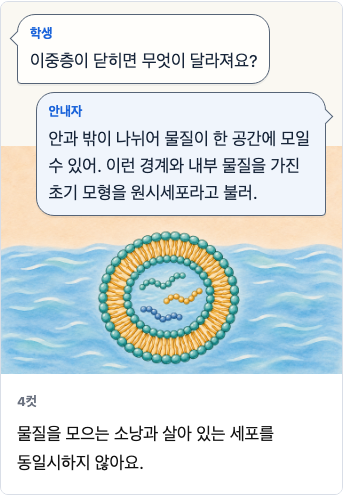 학생
이중층이 닫히면 무엇이 달라져요?
안내자
안과 밖이 나뉘어 물질이 한 공간에 모일
수 있어. 이런 경계와 내부 물질을 가진
초기 모형을 원시세포라고 불러.
4컷
물질을 모으는 소낭과 살아 있는 세포를
동일시하지 않아요.